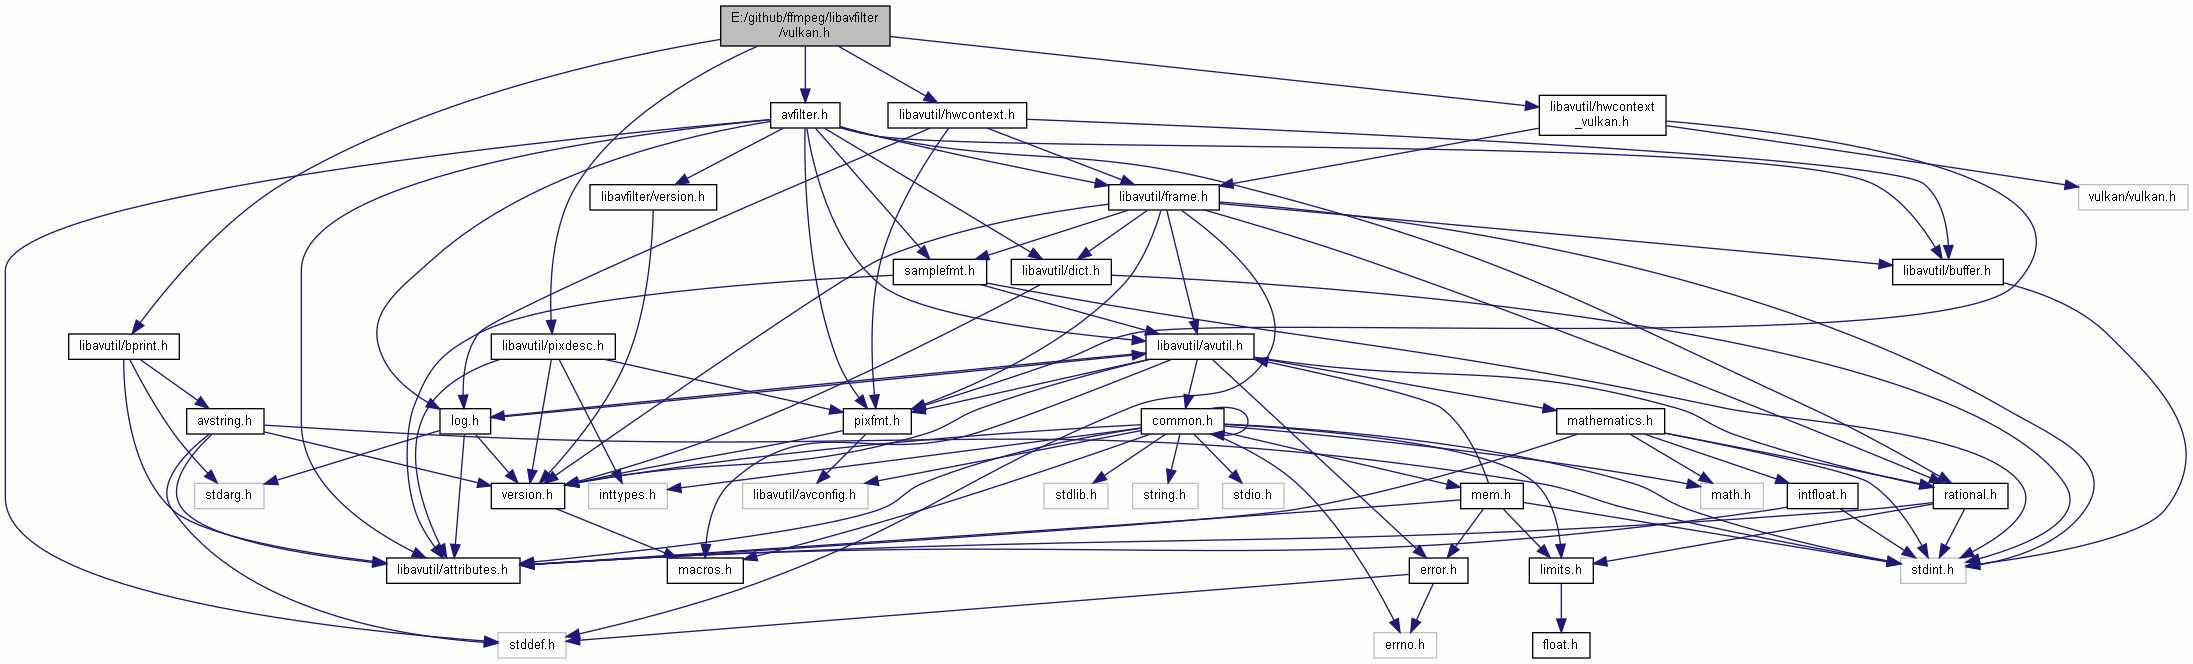 E:/github/ffmpeg/libavfilter
/vulkan.h
avfilter.h
libavutil/hwcontext.h
libavutil/hwcontext
_vulkan.h
libavfilter/version.h
libavutil/frame.h
vulkan/vulkan.h
samplefmt.h
libavutil/dict.h
libavutil/buffer.h
libavutil/bprint.h
libavutil/pixdesc.h
libavutil/avutil.h
avstring.h
log.h
pixfmt.h
common.h
mathematics.h
stdarg.h
version.h
inttypes.h
libavutil/avconfig.h
stdlib.h
string.h
stdio.h
mem.h
math.h
intfloat.h
rational.h
libavutil/attributes.h
macros.h
error.h
limits.h
stdint.h
stddef.h
errno.h
float.h